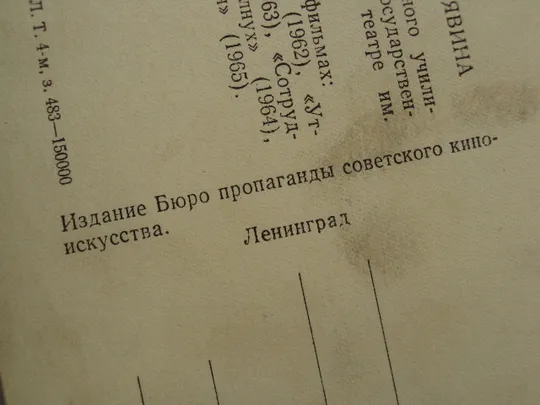 ЯВИНА
ного учили-
осударствен-
театре им.
фильмах:
(1962), «Ут-
63), «Сотруд-
лнух» (1964),
» (1965).
Л. Т. 4-м, з. 483—150000
Издание Бюро пропаганды советского кино-
искусства. Ленинград